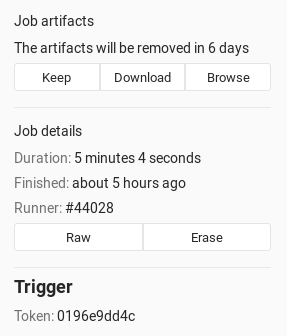 Job artifacts
The artifacts will be removed in 6 days
Keep Download Browse
Job details
Duration: 5 minutes 4 seconds
Finished: about 5 hours ago
Runner: #44028
Raw Erase
Trigger
Token: 0196e9dd4c